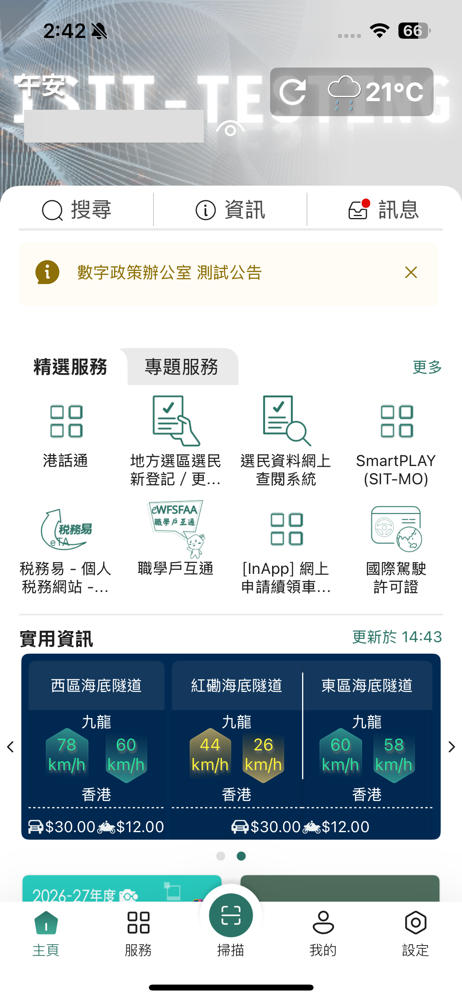 2:42
66
SIT-TESTING
午安
21°C
搜尋
資訊
訊息
數字政策辦公室 測試公告
精選服務
專題服務
更多
港話通
地方選區選民
新登記 / 更...
選民資料網上
查閱系統
SmartPLAY
(SIT-MO)
税務易
eTAX
eWFSFAA
職學戶互通
税務易 - 個人
税務網站 -...
職學戶互通
[InApp] 網上
申請續領車...
國際駕駛
許可證
實用資訊
更新於 14:43
西區海底隧道
紅磡海底隧道
東區海底隧道
九龍
九龍
九龍
78
km/h
60
km/h
44
km/h
26
km/h
60
km/h
58
km/h
香港
香港
香港
$30.00
$12.00
$30.00
$12.00
2026-27年度
主頁
服務
掃描
我的
設定